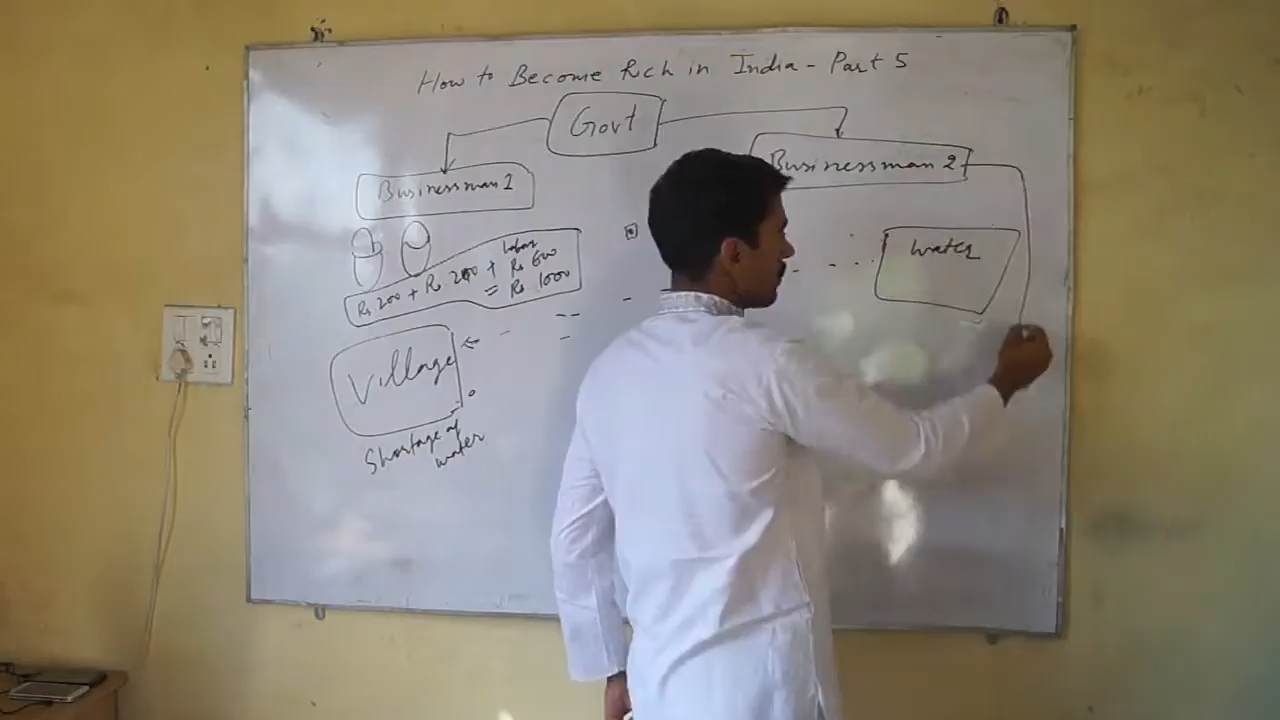 How to Become Rich in India - Part 5
Govt
Businessman 1
Businessman 2
Labour
Rs 200 + Rs 200 + Rs 600
= Rs 1000
water
Village
Shortage of
water